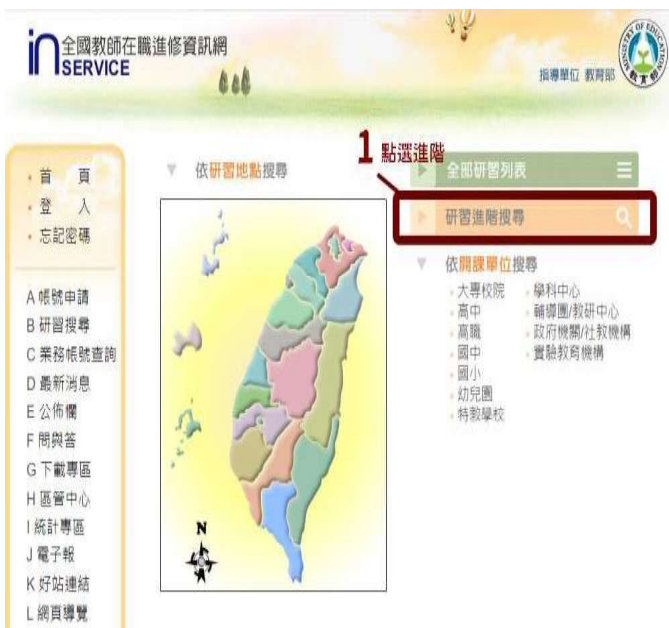 in 全國教師在職進修資訊網
SERVICE
指導單位 教育部
MINISTRY OF EDUCATION
教育部
首 頁
登 入
忘記密碼
A 帳號申請
B 研習搜尋
C 業務帳號查詢
D 最新消息
E 公佈欄
F 問與答
G 下載專區
H 區管中心
I 統計專區
J 電子報
K 好站連結
L 網頁導覽
依研習地點搜尋
N
1 點選進階
全部研習列表
研習進階搜尋
依開課單位搜尋
大專校院
高中
高職
國中
國小
幼兒園
特教學校
學科中心
輔導團/教研中心
政府機關/社教機構
實驗教育機構